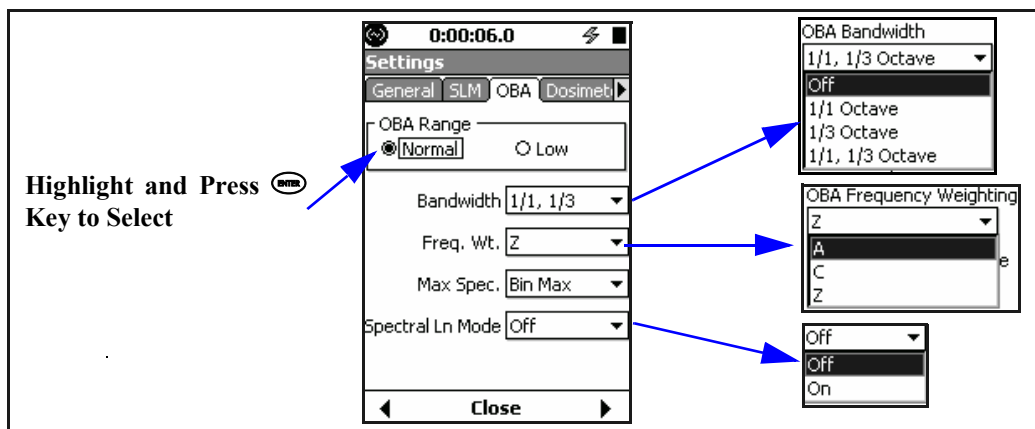 0:00:06.0
Settings
General SLM OBA Dosimet
OBA Range
Normal Low
Bandwidth 1/1, 1/3
Freq. Wt. Z
Max Spec. Bin Max
Spectral Ln Mode Off
Close
Highlight and Press ENTER
Key to Select
OBA Bandwidth
1/1, 1/3 Octave
Off
1/1 Octave
1/3 Octave
1/1, 1/3 Octave
OBA Frequency Weighting
Z
A
e
C
Z
Off
Off
On